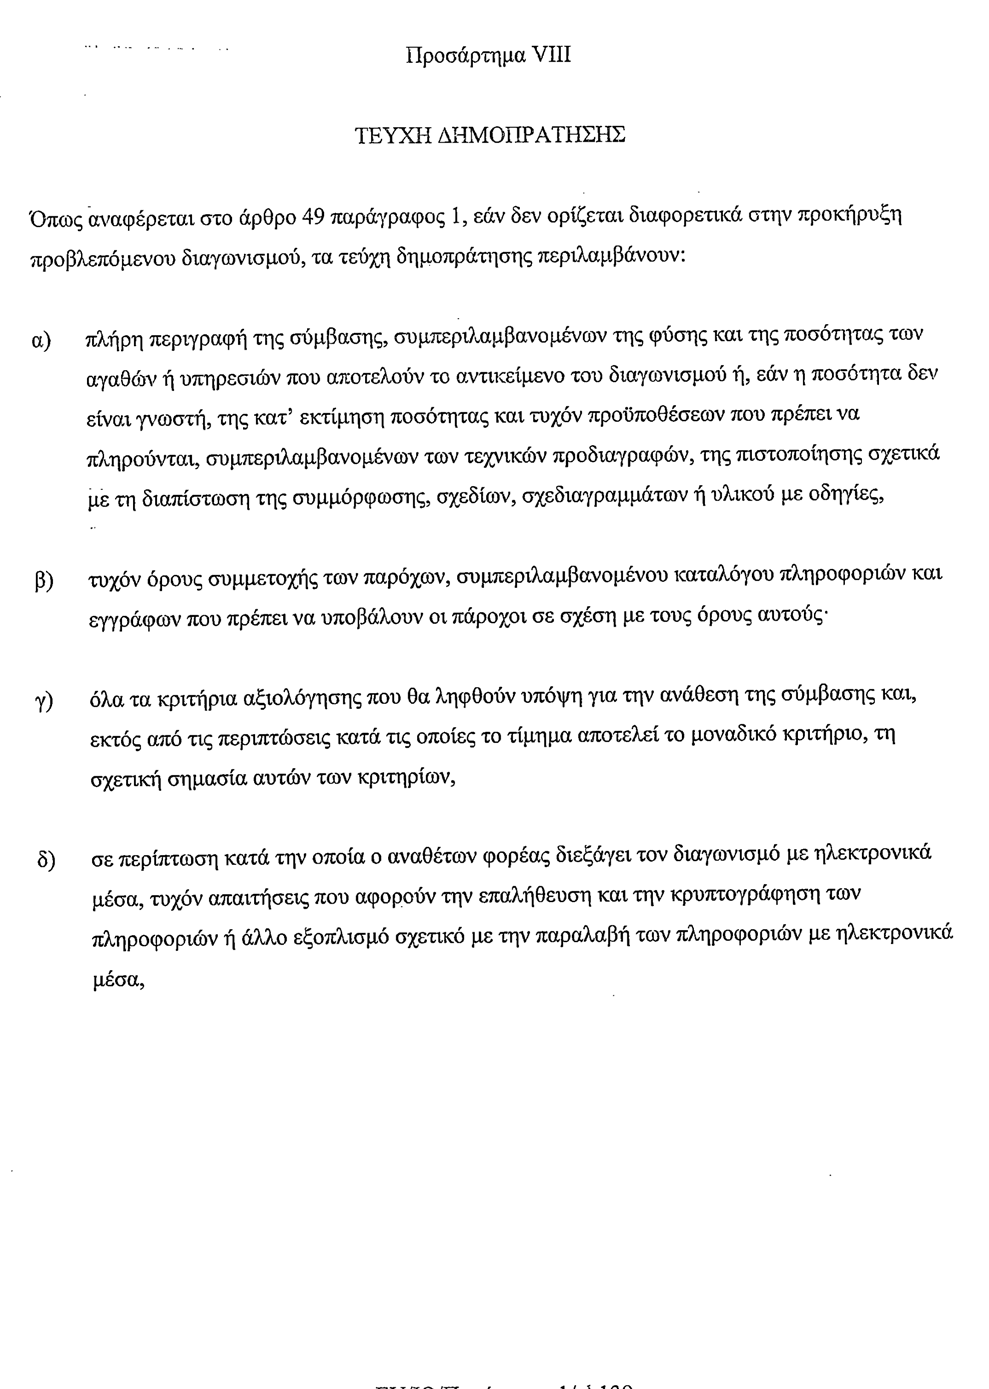 Προσάρτημα VIII
ΤΕΥΧΗ ΔΗΜΟΠΡΑΤΗΣΗΣ
Όπως αναφέρεται στο άρθρο 49 παράγραφος 1, εάν δεν ορίζεται διαφορετικά στην προκήρυξη
προβλεπόμενου διαγωνισμού, τα τεύχη δημοπράτησης περιλαμβάνουν:
α) πλήρη περιγραφή της σύμβασης, συμπεριλαμβανομένων της φύσης και της ποσότητας των
αγαθών ή υπηρεσιών που αποτελούν το αντικείμενο του διαγωνισμού ή, εάν η ποσότητα δεν
είναι γνωστή, της κατ’ εκτίμηση ποσότητας και τυχόν προϋποθέσεων που πρέπει να
πληρούνται, συμπεριλαμβανομένων των τεχνικών προδιαγραφών, της πιστοποίησης σχετικά
με τη διαπίστωση της συμμόρφωσης, σχεδίων, σχεδιαγραμμάτων ή υλικού με οδηγίες,
β) τυχόν όρους συμμετοχής των παρόχων, συμπεριλαμβανομένου καταλόγου πληροφοριών και
εγγράφων που πρέπει να υποβάλουν οι πάροχοι σε σχέση με τους όρους αυτούς·
γ) όλα τα κριτήρια αξιολόγησης που θα ληφθούν υπόψη για την ανάθεση της σύμβασης και,
εκτός από τις περιπτώσεις κατά τις οποίες το τίμημα αποτελεί το μοναδικό κριτήριο, τη
σχετική σημασία αυτών των κριτηρίων,
δ) σε περίπτωση κατά την οποία ο αναθέτων φορέας διεξάγει τον διαγωνισμό με ηλεκτρονικά
μέσα, τυχόν απαιτήσεις που αφορούν την επαλήθευση και την κρυπτογράφηση των
πληροφοριών ή άλλο εξοπλισμό σχετικό με την παραλαβή των πληροφοριών με ηλεκτρονικά
μέσα,